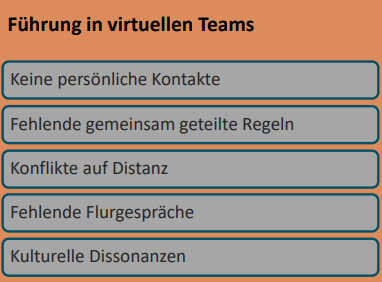 Führung in virtuellen Teams
Keine persönliche Kontakte
Fehlende gemeinsam geteilte Regeln
Konflikte auf Distanz
Fehlende Flurgespräche
Kulturelle Dissonanzen